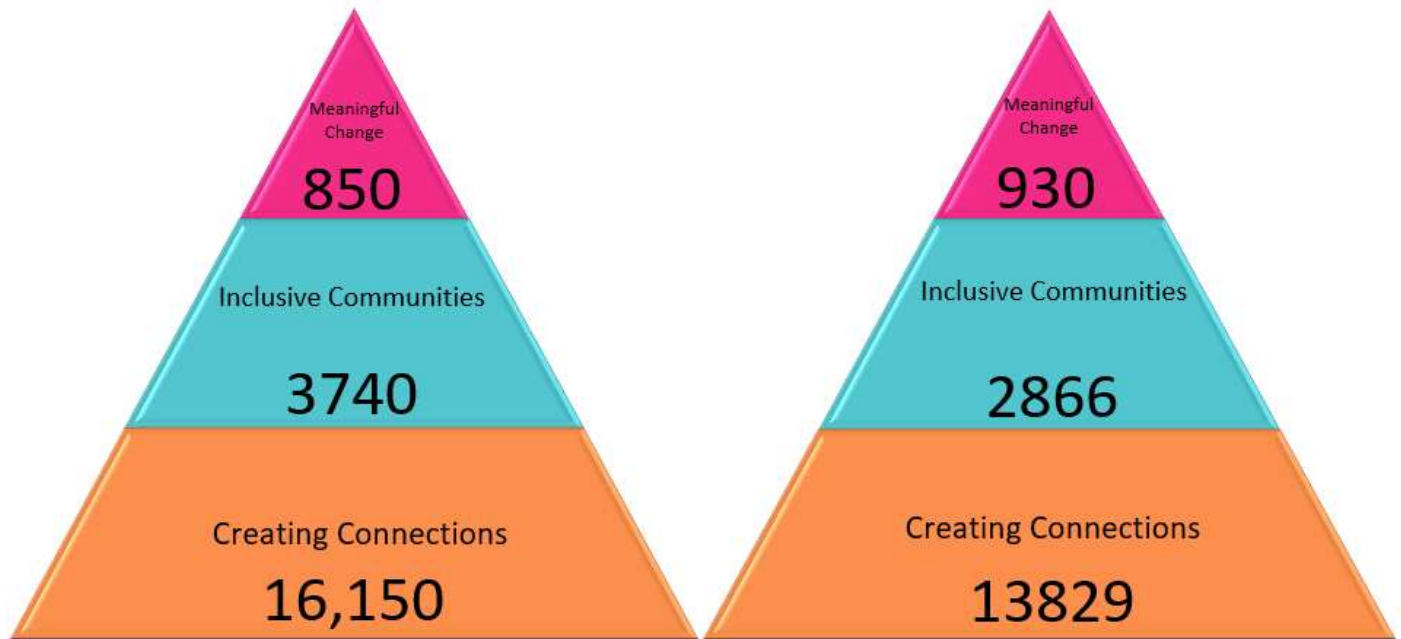 Meaningful
Change
850
Inclusive Communities
3740
Creating Connections
16,150
Meaningful
Change
930
Inclusive Communities
2866
Creating Connections
13829